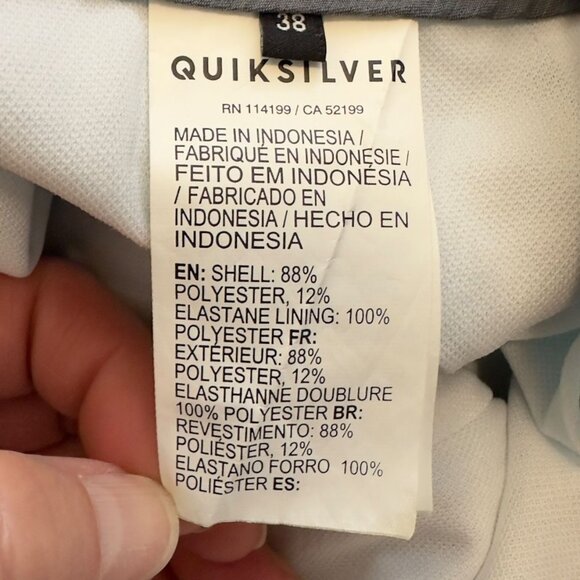 38
QUIKSILVER
RN 114199 / CA 52199
MADE IN INDONESIA /
FABRIQUÉ EN INDONESIE /
FEITO EM INDONÉSIA
/ FABRICADO EN
INDONESIA / HECHO EN
INDONESIA
EN: SHELL: 88%
POLYESTER, 12%
ELASTANE LINING: 100%
POLYESTER FR:
EXTÉRIEUR: 88%
POLYESTER, 12%
ELASTHANNE DOUBLURE
100% POLYESTER BR:
REVESTIMENTO: 88%
POLIÉSTER, 12%
ELASTANO FORRO 100%
POLIÉSTER ES: